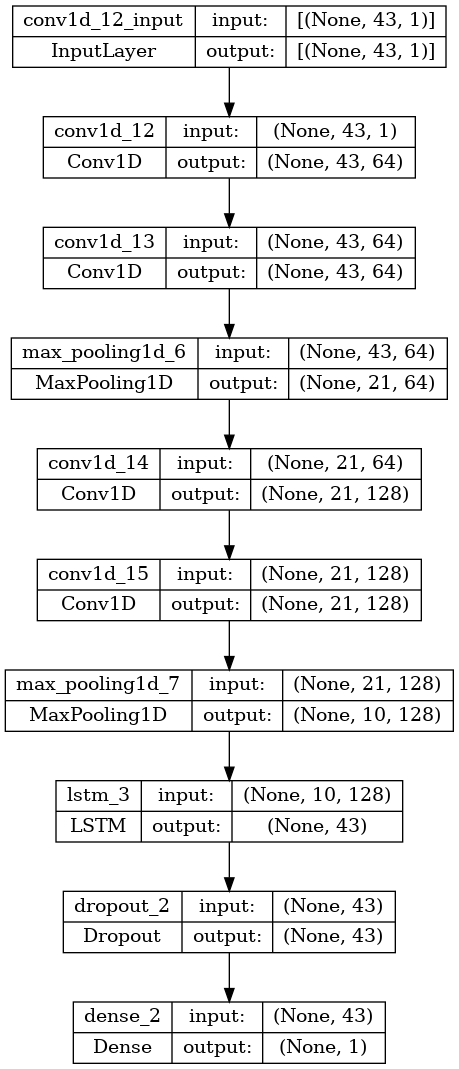 conv1d_12_input input: [(None, 43, 1)]
InputLayer output: [(None, 43, 1)]
conv1d_12 input: (None, 43, 1)
Conv1D output: (None, 43, 64)
conv1d_13 input: (None, 43, 64)
Conv1D output: (None, 43, 64)
max_pooling1d_6 input: (None, 43, 64)
MaxPooling1D output: (None, 21, 64)
conv1d_14 input: (None, 21, 64)
Conv1D output: (None, 21, 128)
conv1d_15 input: (None, 21, 128)
Conv1D output: (None, 21, 128)
max_pooling1d_7 input: (None, 21, 128)
MaxPooling1D output: (None, 10, 128)
lstm_3 input: (None, 10, 128)
LSTM output: (None, 43)
dropout_2 input: (None, 43)
Dropout output: (None, 43)
dense_2 input: (None, 43)
Dense output: (None, 1)